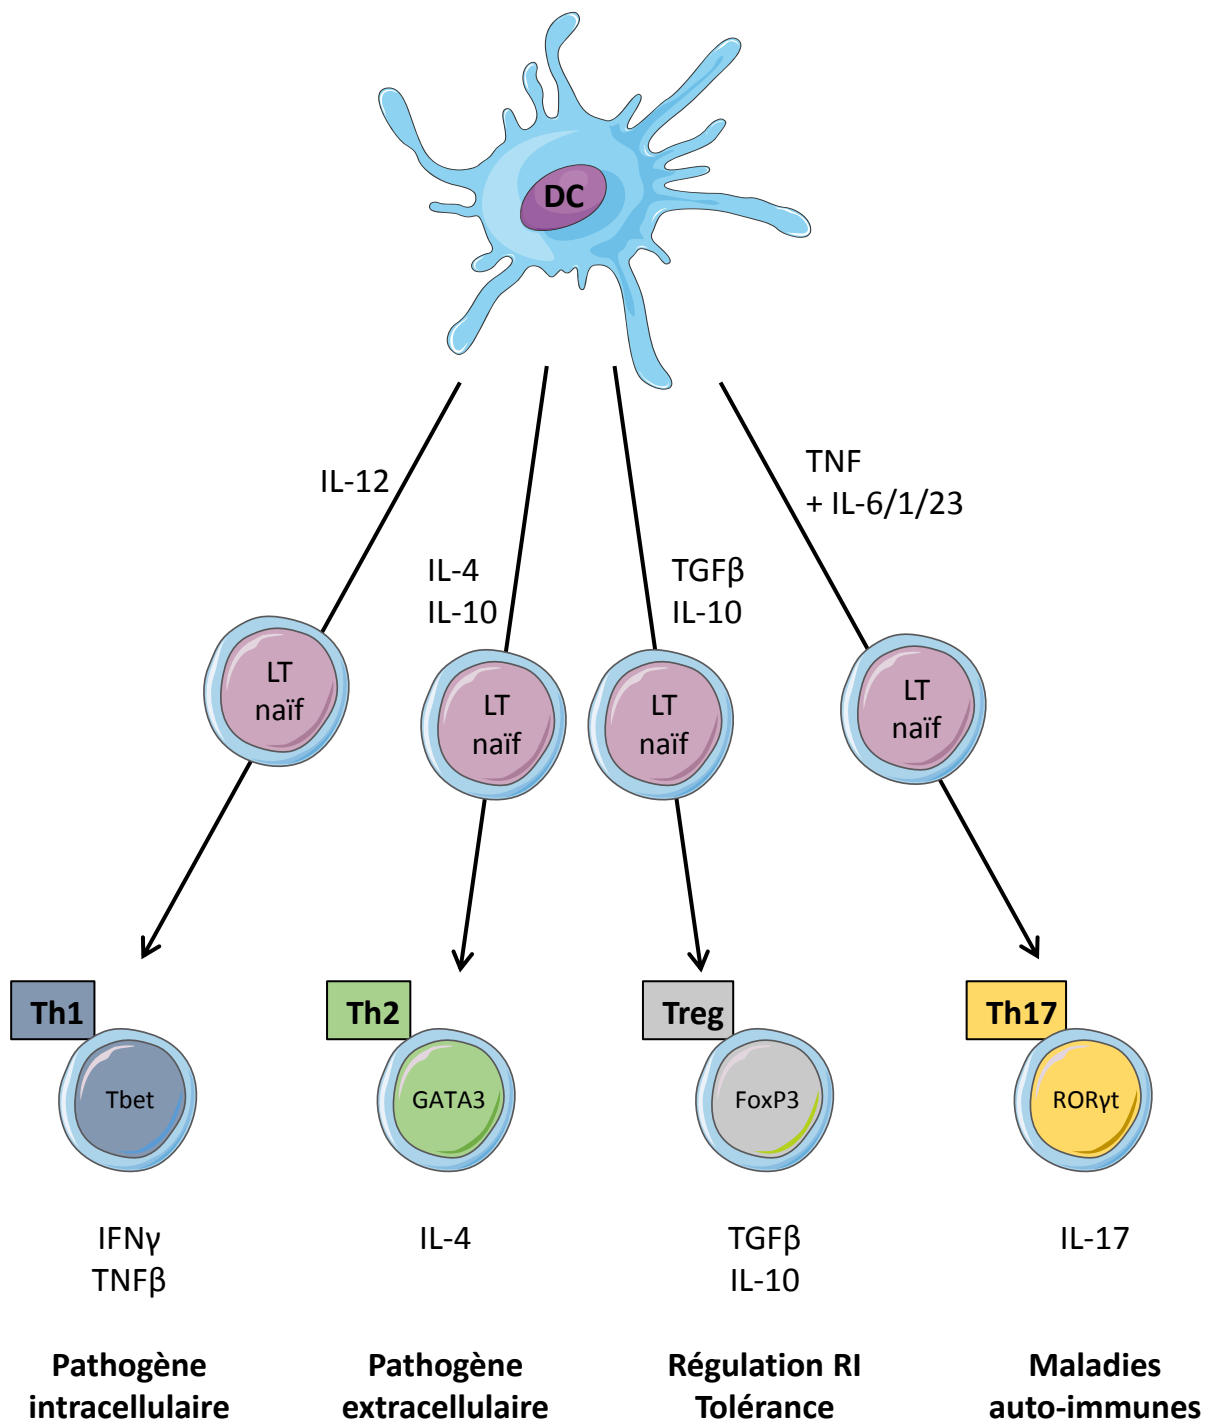 DC
IL-12
IL-4
IL-10
TGFβ
IL-10
TNF
+ IL-6/1/23
LT
naïf
LT
naïf
LT
naïf
LT
naïf
Th1
Tbet
Th2
GATA3
Treg
FoxP3
Th17
RORγt
IFNγ
TNFβ
IL-4
TGFβ
IL-10
IL-17
Pathogène
intracellulaire
Pathogène
extracellulaire
Régulation RI
Tolérance
Maladies
auto-immunes